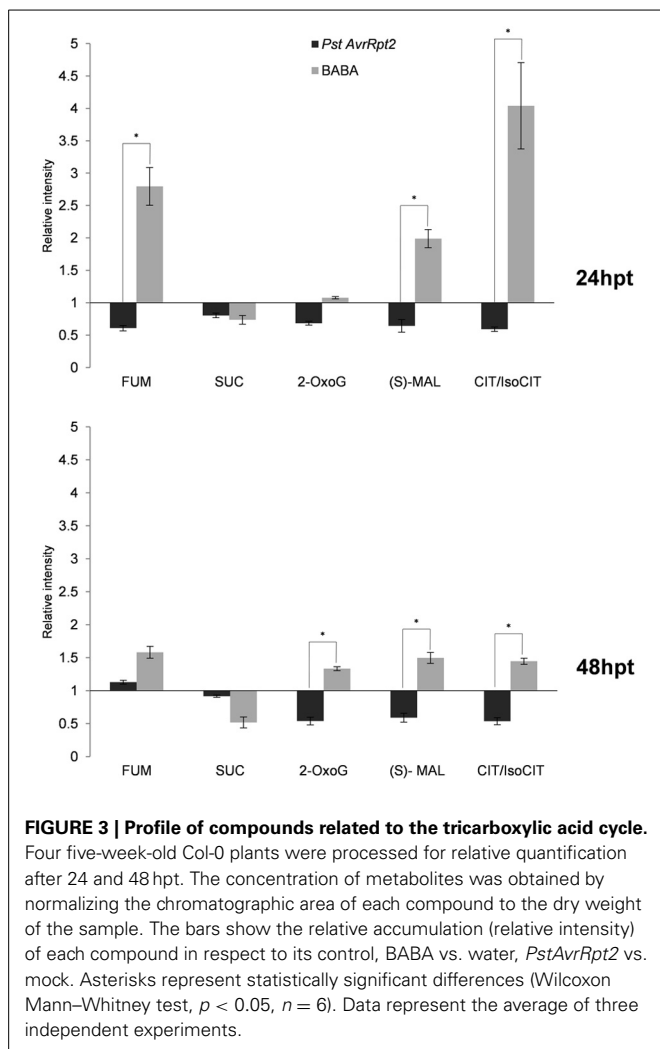 Pst AvrRpt2
BABA
Relative intensity
5
4.5
4
3.5
3
2.5
2
1.5
1
0.5
0
*
*
*
24hpt
FUM SUC 2-OxoG (S)-MAL CIT/IsoCIT
Relative intensity
5
4.5
4
3.5
3
2.5
2
1.5
1
0.5
0
*
*
*
48hpt
FUM SUC 2-OxoG (S)- MAL CIT/IsoCIT
FIGURE 3 | Profile of compounds related to the tricarboxylic acid cycle.
Four five-week-old Col-0 plants were processed for relative quantification
after 24 and 48 hpt. The concentration of metabolites was obtained by
normalizing the chromatographic area of each compound to the dry weight
of the sample. The bars show the relative accumulation (relative intensity)
of each compound in respect to its control, BABA vs. water, PstAvrRpt2 vs.
mock. Asterisks represent statistically significant differences (Wilcoxon
Mann–Whitney test, p < 0.05, n = 6). Data represent the average of three
independent experiments.